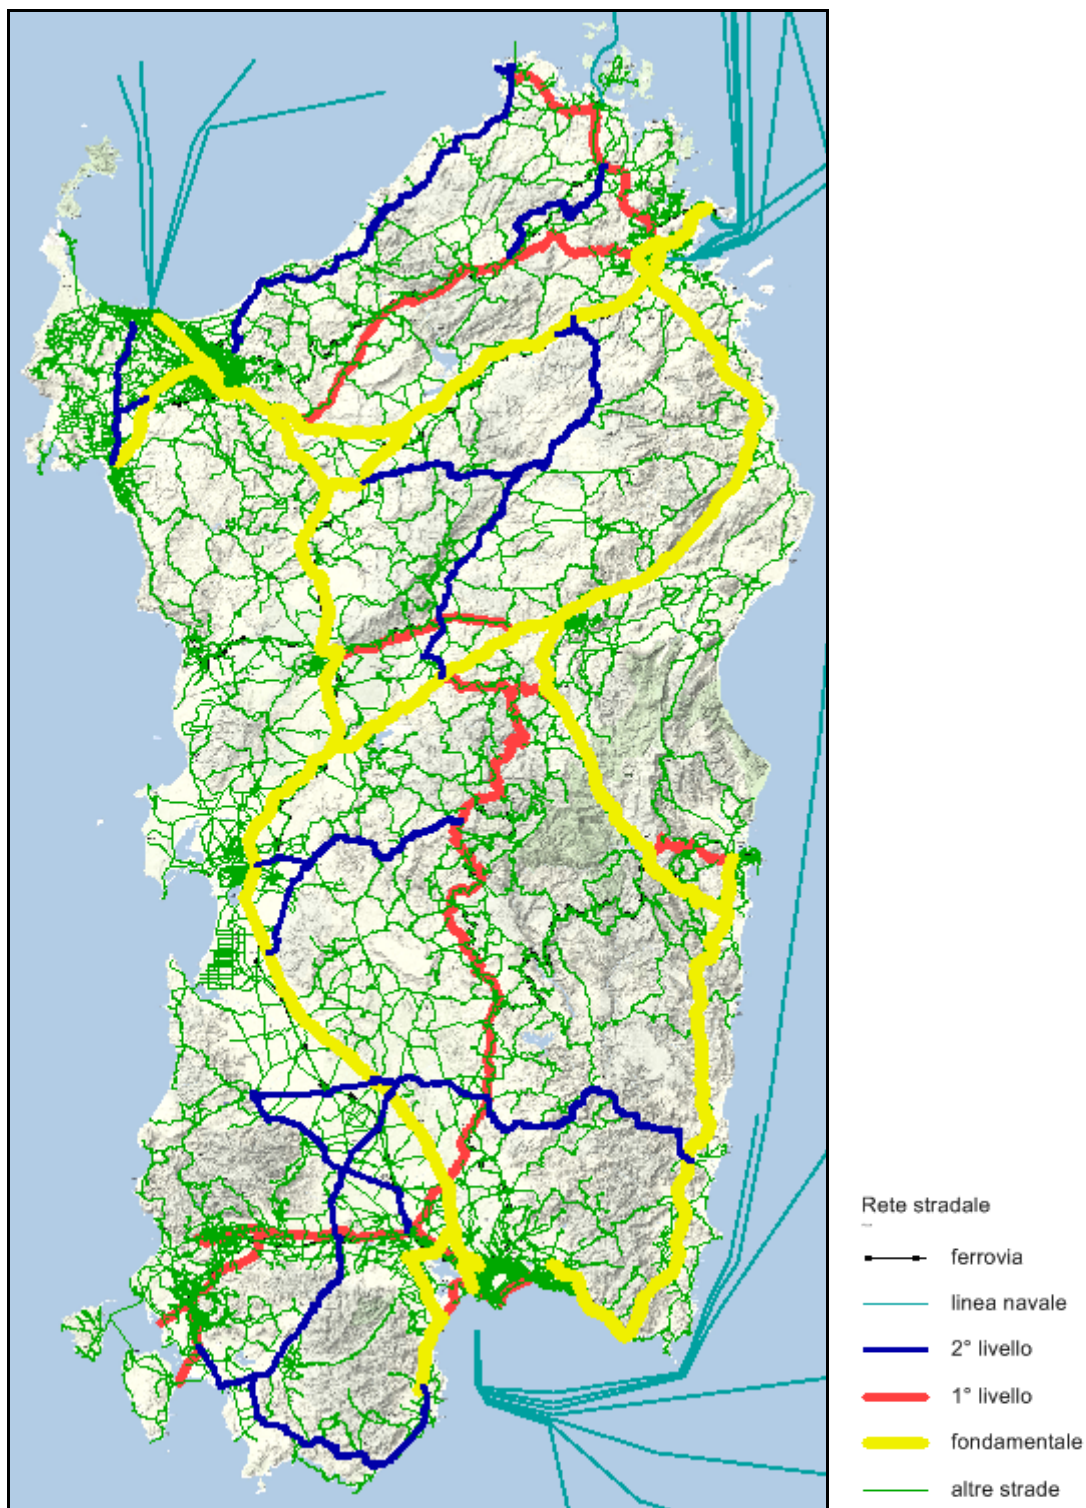 Rete stradale
ferrovia
linea navale
2° livello
1° livello
fondamentale
altre strade